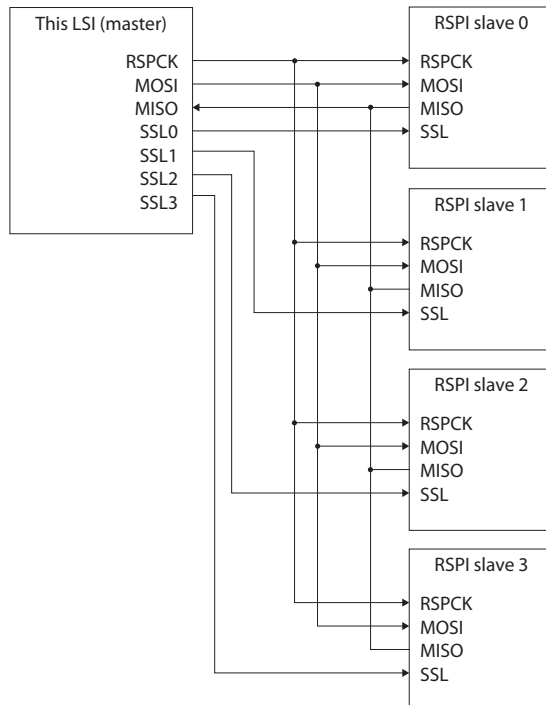 This LSI (master)
RSPCK
MOSI
MISO
SSL0
SSL1
SSL2
SSL3
RSPI slave 0
RSPCK
MOSI
MISO
SSL
RSPI slave 1
RSPCK
MOSI
MISO
SSL
RSPI slave 2
RSPCK
MOSI
MISO
SSL
RSPI slave 3
RSPCK
MOSI
MISO
SSL